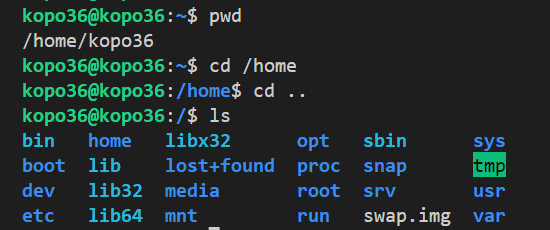 kopo36@kopo36:~$ pwd
/home/kopo36
kopo36@kopo36:~$ cd /home
kopo36@kopo36:/home$ cd ..
kopo36@kopo36:/$ ls
bin home libx32 opt sbin sys
boot lib lost+found proc snap tmp
dev lib32 media root srv usr
etc lib64 mnt run swap.img var